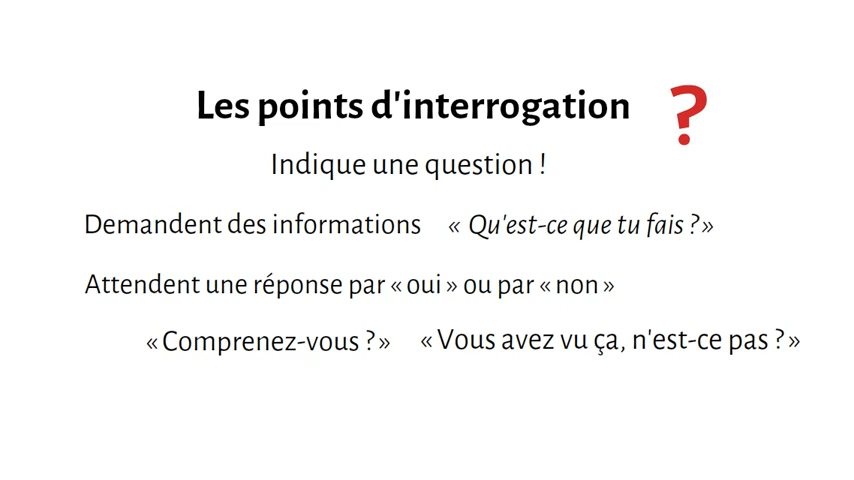 Les points d'interrogation ?
Indique une question !
Demandent des informations « Qu'est-ce que tu fais ? »
Attendent une réponse par « oui » ou par « non »
« Comprenez-vous ? » « Vous avez vu ça, n'est-ce pas ? »